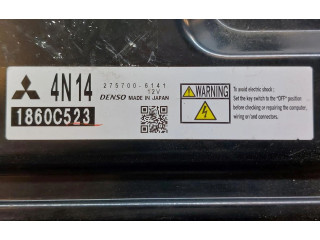 4N14
275700-6141
DENSO MADE IN JAPAN 12V
1860C523
WARNING
To avoid electric shock :
Set the key switch to the "OFF" position
before checking or repairing the computer,
wiring and connectors.